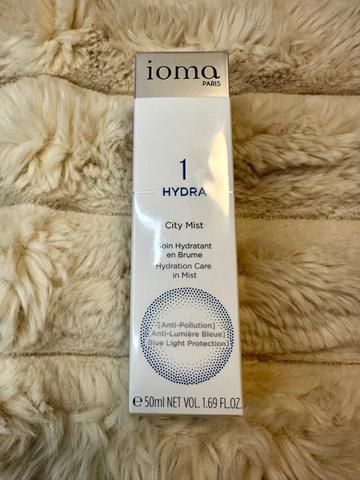 ioma
PARIS
1
HYDRA
City Mist
Soin Hydratant
en Brume
Hydration Care
in Mist
[Anti-Pollution]
[Anti-Lumière Bleue]
[Blue Light Protection]
℮ 50ml NET VOL. 1.69 FL.OZ.